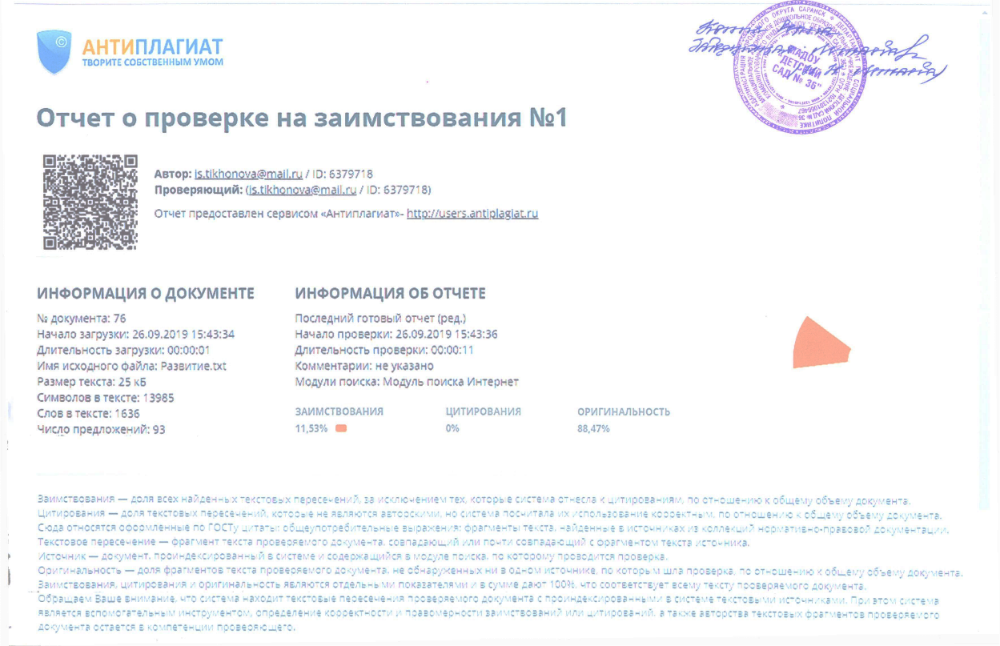 АНТИПЛАГИАТ
ТВОРИТЕ СОБСТВЕННЫМ УМОМ
МАДОУ
"ДЕТСКИЙ
САД № 36"
Отчет о проверке на заимствования №1
Автор: is.tikhonova@mail.ru / ID: 6379718
Проверяющий: (is.tikhonova@mail.ru / ID: 6379718)
Отчет предоставлен сервисом «Антиплагиат»- http://users.antiplagiat.ru
ИНФОРМАЦИЯ О ДОКУМЕНТЕ
№ документа: 76
Начало загрузки: 26.09.2019 15:43:34
Длительность загрузки: 00:00:01
Имя исходного файла: Развитие.txt
Размер текста: 25 кБ
Символов в тексте: 13985
Слов в тексте: 1636
Число предложений: 93
ИНФОРМАЦИЯ ОБ ОТЧЕТЕ
Последний готовый отчет (ред.)
Начало проверки: 26.09.2019 15:43:36
Длительность проверки: 00:00:11
Комментарии: не указано
Модули поиска: Модуль поиска Интернет
ЗАИМСТВОВАНИЯ ЦИТИРОВАНИЯ ОРИГИНАЛЬНОСТЬ
11,53% 0% 88,47%
Заимствования — доля всех найденных текстовых пересечений, за исключением тех, которые система отнесла к цитированиям, по отношению к общему объему документа.
Цитирования — доля текстовых пересечений, которые не являются авторскими, но система посчитала их использование корректным, по отношению к общему объему документа.
Сюда относятся оформленные по ГОСТу цитаты; общеупотребительные выражения; фрагменты текста, найденные в источниках из коллекций нормативно-правовой документации.
Текстовое пересечение — фрагмент текста проверяемого документа, совпадающий или почти совпадающий с фрагментом текста источника.
Источник — документ, проиндексированный в системе и содержащийся в модуле поиска, по которому проводится проверка.
Оригинальность — доля фрагментов текста проверяемого документа, не обнаруженных ни в одном источнике, по которым шла проверка, по отношению к общему объему документа.
Заимствования, цитирования и оригинальность являются отдельными показателями и в сумме дают 100%, что соответствует всему тексту проверяемого документа.
Обращаем Ваше внимание, что система находит текстовые пересечения проверяемого документа с проиндексированными в системе текстовыми источниками. При этом система
является вспомогательным инструментом, определение корректности и правомерности заимствований или цитирований, а также авторства текстовых фрагментов проверяемого
документа остается в компетенции проверяющего.